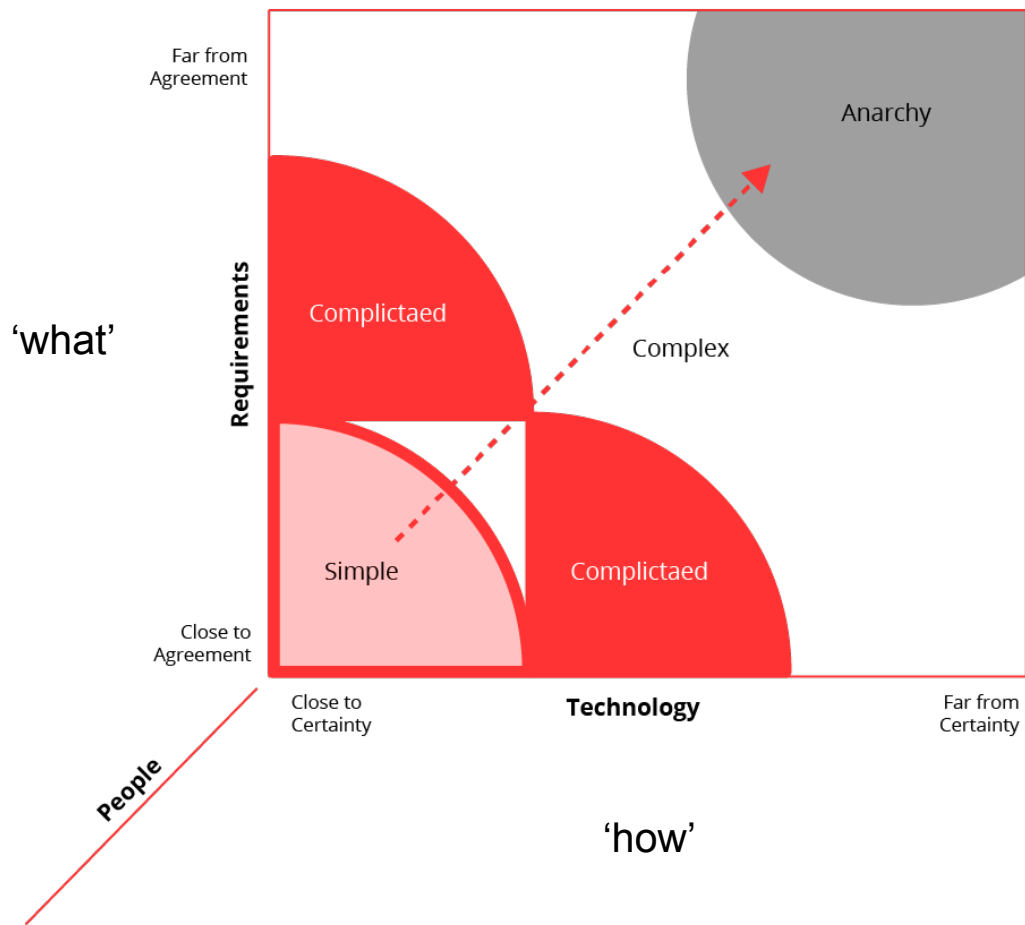 Far from
Agreement
Anarchy
Requirements
Complictaed
‘what’
Complex
Simple
Complictaed
Close to
Agreement
Close to
Certainty
Technology
Far from
Certainty
People
‘how’